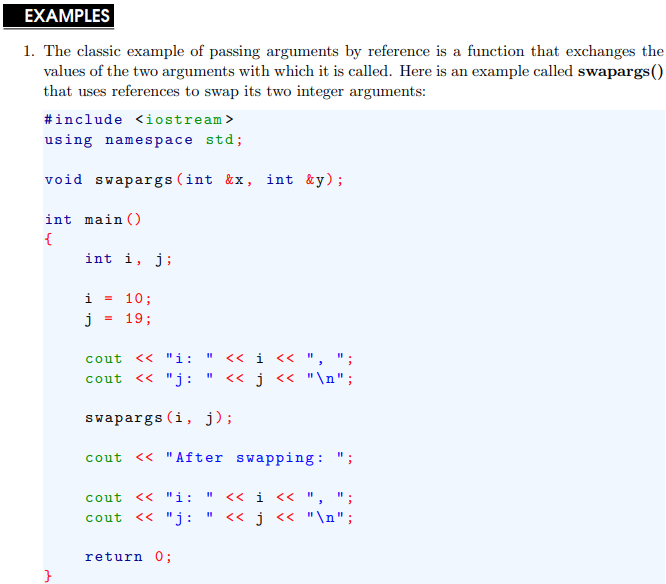 EXAMPLES
1. The classic example of passing arguments by reference is a function that exchanges the
values of the two arguments with which it is called. Here is an example called swapargs()
that uses references to swap its two integer arguments:
#include <iostream>
using namespace std;
void swapargs(int &x, int &y);
int main()
{
int i, j;
i = 10;
j = 19;
cout << "i: " << i << ", ";
cout << "j: " << j << "\n";
swapargs(i, j);
cout << "After swapping: ";
cout << "i: " << i << ", ";
cout << "j: " << j << "\n";
return 0;
}